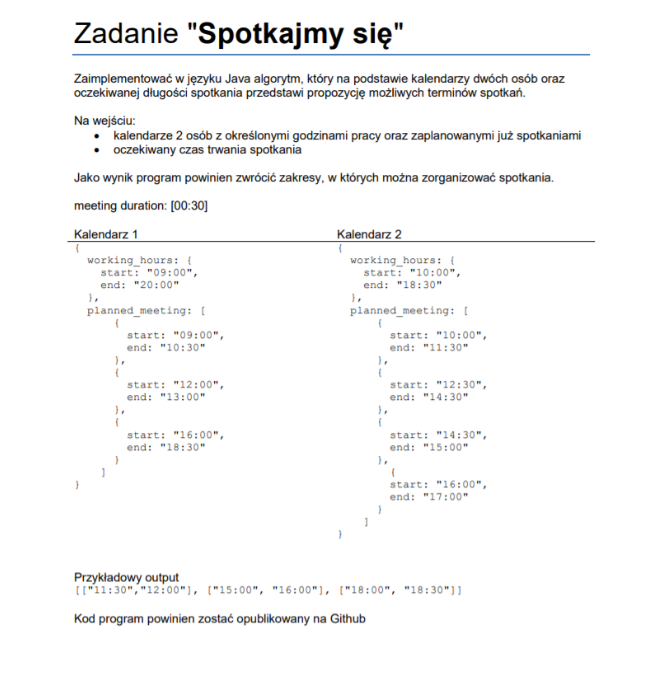 Zadanie "Spotkajmy się"
Zaimplementować w języku Java algorytm, który na podstawie kalendarzy dwóch osób oraz
oczekiwanej długości spotkania przedstawi propozycję możliwych terminów spotkań.
Na wejściu:
• kalendarze 2 osób z określonymi godzinami pracy oraz zaplanowanymi już spotkaniami
• oczekiwany czas trwania spotkania
Jako wynik program powinien zwrócić zakresy, w których można zorganizować spotkania.
meeting duration: [00:30]
Kalendarz 1
{
working_hours: {
start: "09:00",
end: "20:00"
},
planned_meeting: [
{
start: "09:00",
end: "10:30"
},
{
start: "12:00",
end: "13:00"
},
{
start: "16:00",
end: "18:30"
}
]
}
Kalendarz 2
{
working_hours: {
start: "10:00",
end: "18:30"
},
planned_meeting: [
{
start: "10:00",
end: "11:30"
},
{
start: "12:30",
end: "14:30"
},
{
start: "14:30",
end: "15:00"
},
{
start: "16:00",
end: "17:00"
}
]
}
Przykładowy output
[["11:30","12:00"], ["15:00", "16:00"], ["18:00", "18:30"]]
Kod program powinien zostać opublikowany na Github